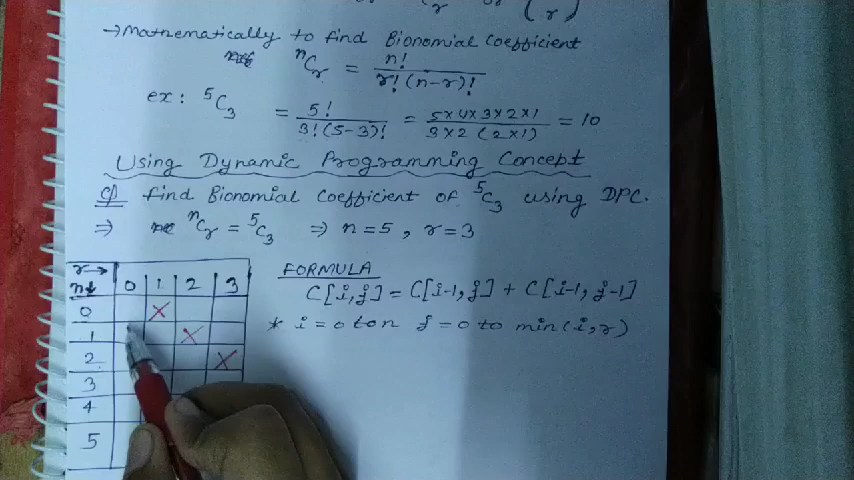 → Mathematically to find Bionomial Coefficient
nCr = n! / r!(n-r)!
ex: 5C3 = 5! / 3!(5-3)! = 5×4×3×2×1 / 3×2(2×1) = 10
Using Dynamic Programming Concept
Q find Bionomial Coefficient of 5C3 using DPC.
⇒ nCr = 5C3 ⇒ n=5, r=3
r→ 0 1 2 3
n↓
0 X
1 X
2 X
3
4
5
FORMULA
C[i,j] = C[i-1,j] + C[i-1,j-1]
* i=0 to n j=0 to min(i,r)